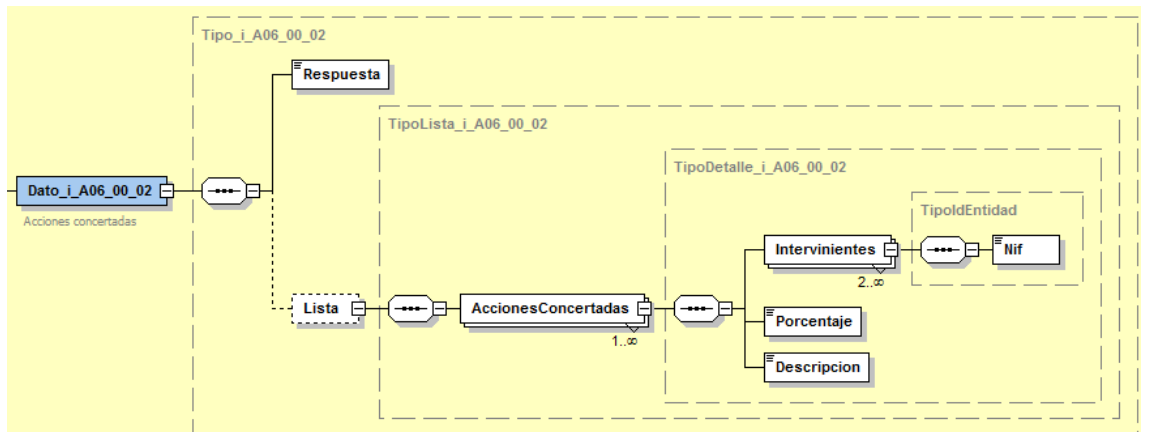 Tipo_i_A06_00_02
Respuesta
TipoLista_i_A06_00_02
TipoDetalle_i_A06_00_02
Dato_i_A06_00_02
Acciones concertadas
TipoIdEntidad
Intervinientes
Nif
2..∞
Lista
AccionesConcertadas
1..∞
Porcentaje
Descripcion